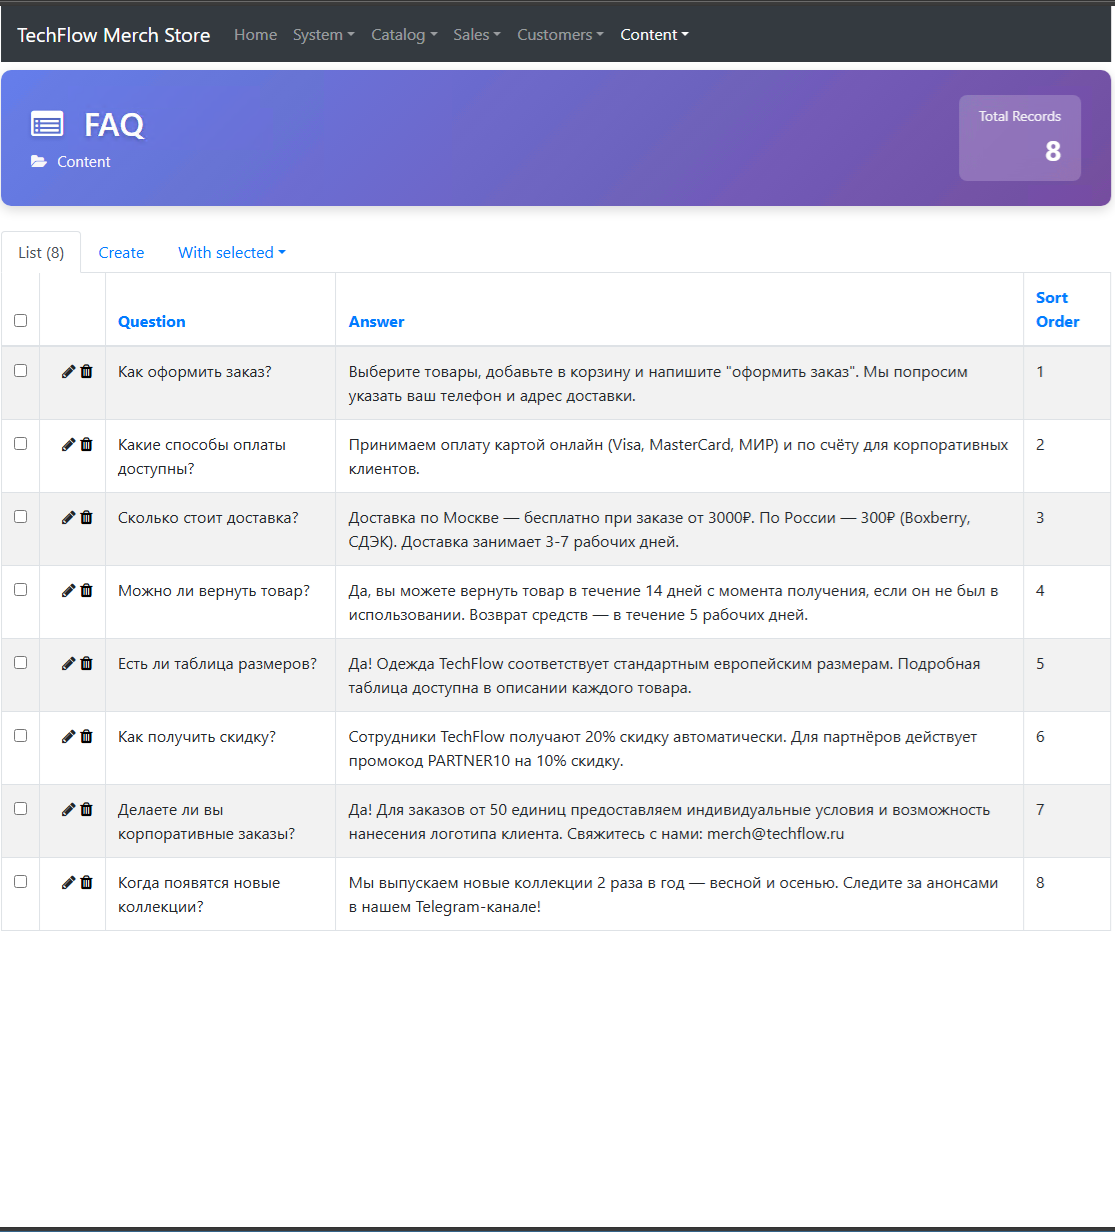 TechFlow Merch Store Home System Catalog Sales Customers Content
FAQ
Content
Total Records
8
List (8) Create With selected
Question Answer Sort
Order
Как оформить заказ? Выберите товары, добавьте в корзину и напишите "оформить заказ". Мы попросим 1
указать ваш телефон и адрес доставки.
Какие способы оплаты Принимаем оплату картой онлайн (Visa, MasterCard, МИР) и по счёту для корпоративных 2
доступны? клиентов.
Сколько стоит доставка? Доставка по Москве — бесплатно при заказе от 3000₽. По России — 300₽ (Boxberry, 3
СДЭК). Доставка занимает 3-7 рабочих дней.
Можно ли вернуть товар? Да, вы можете вернуть товар в течение 14 дней с момента получения, если он не был в 4
использовании. Возврат средств — в течение 5 рабочих дней.
Есть ли таблица размеров? Да! Одежда TechFlow соответствует стандартным европейским размерам. Подробная 5
таблица доступна в описании каждого товара.
Как получить скидку? Сотрудники TechFlow получают 20% скидку автоматически. Для партнёров действует 6
промокод PARTNER10 на 10% скидку.
Делаете ли вы Да! Для заказов от 50 единиц предоставляем индивидуальные условия и возможность 7
корпоративные заказы? нанесения логотипа клиента. Свяжитесь с нами: merch@techflow.ru
Когда появятся новые Мы выпускаем новые коллекции 2 раза в год — весной и осенью. Следите за анонсами 8
коллекции? в нашем Telegram-канале!